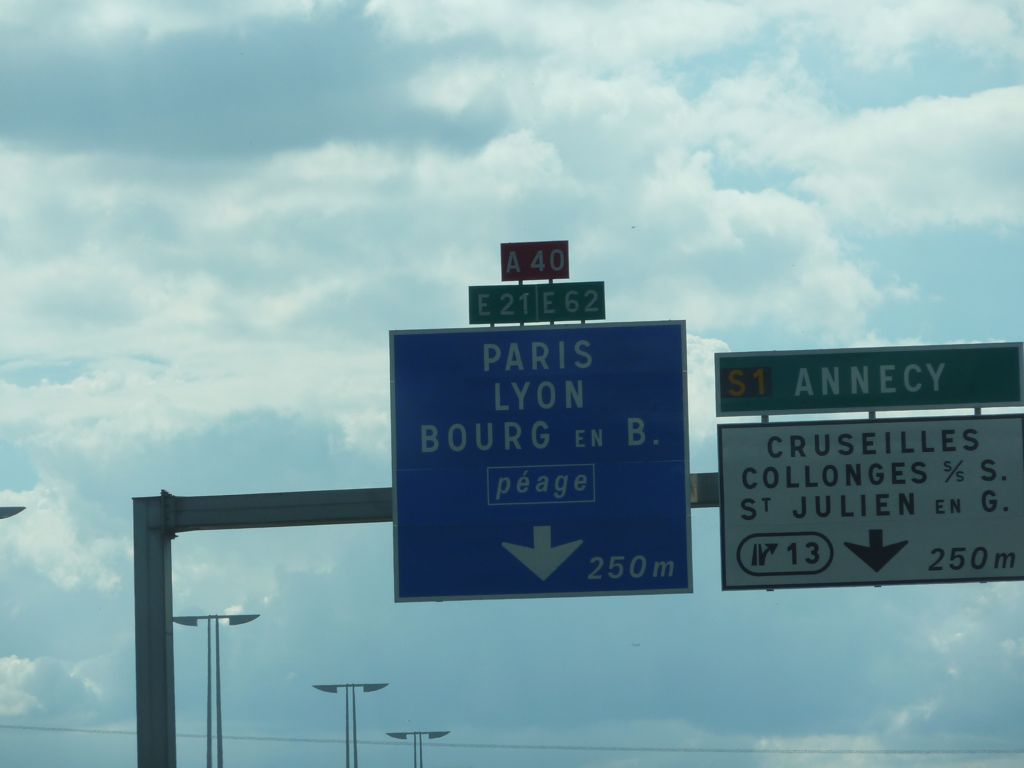 A 40
E 21 E 62
PARIS
LYON
BOURG EN B.
péage
250m
S1 ANNECY
CRUSEILLES
COLLONGES s/s S.
ST JULIEN EN G.
13 250m